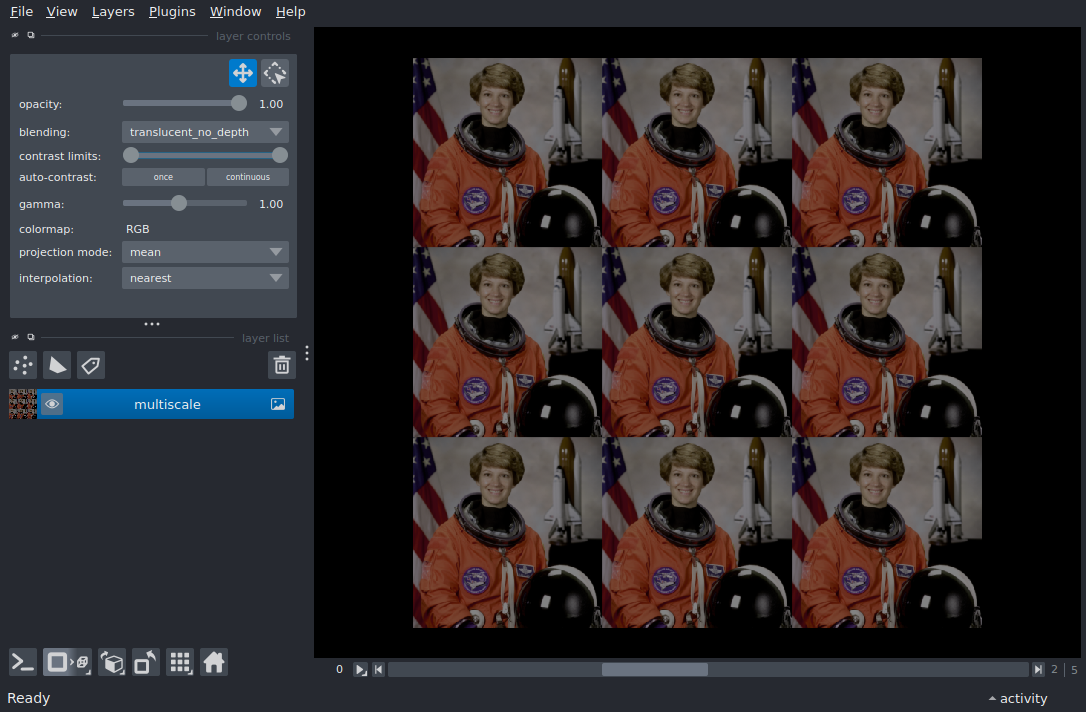 File View Layers Plugins Window Help
layer controls
opacity: 1.00
blending: translucent_no_depth
contrast limits:
auto-contrast: once continuous
gamma: 1.00
colormap: RGB
projection mode: mean
interpolation: nearest
layer list
multiscale
0 2 5
Ready activity